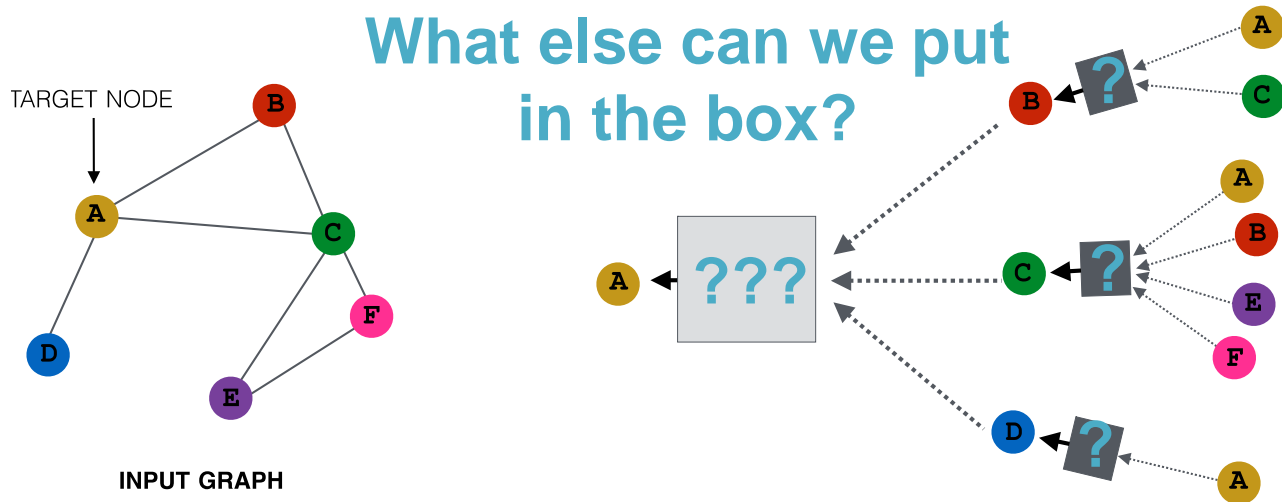 What else can we put
in the box?
TARGET NODE
B
A
C
F
D
E
INPUT GRAPH
A
???
B
?
A
C
C
?
A
B
E
F
D
?
A